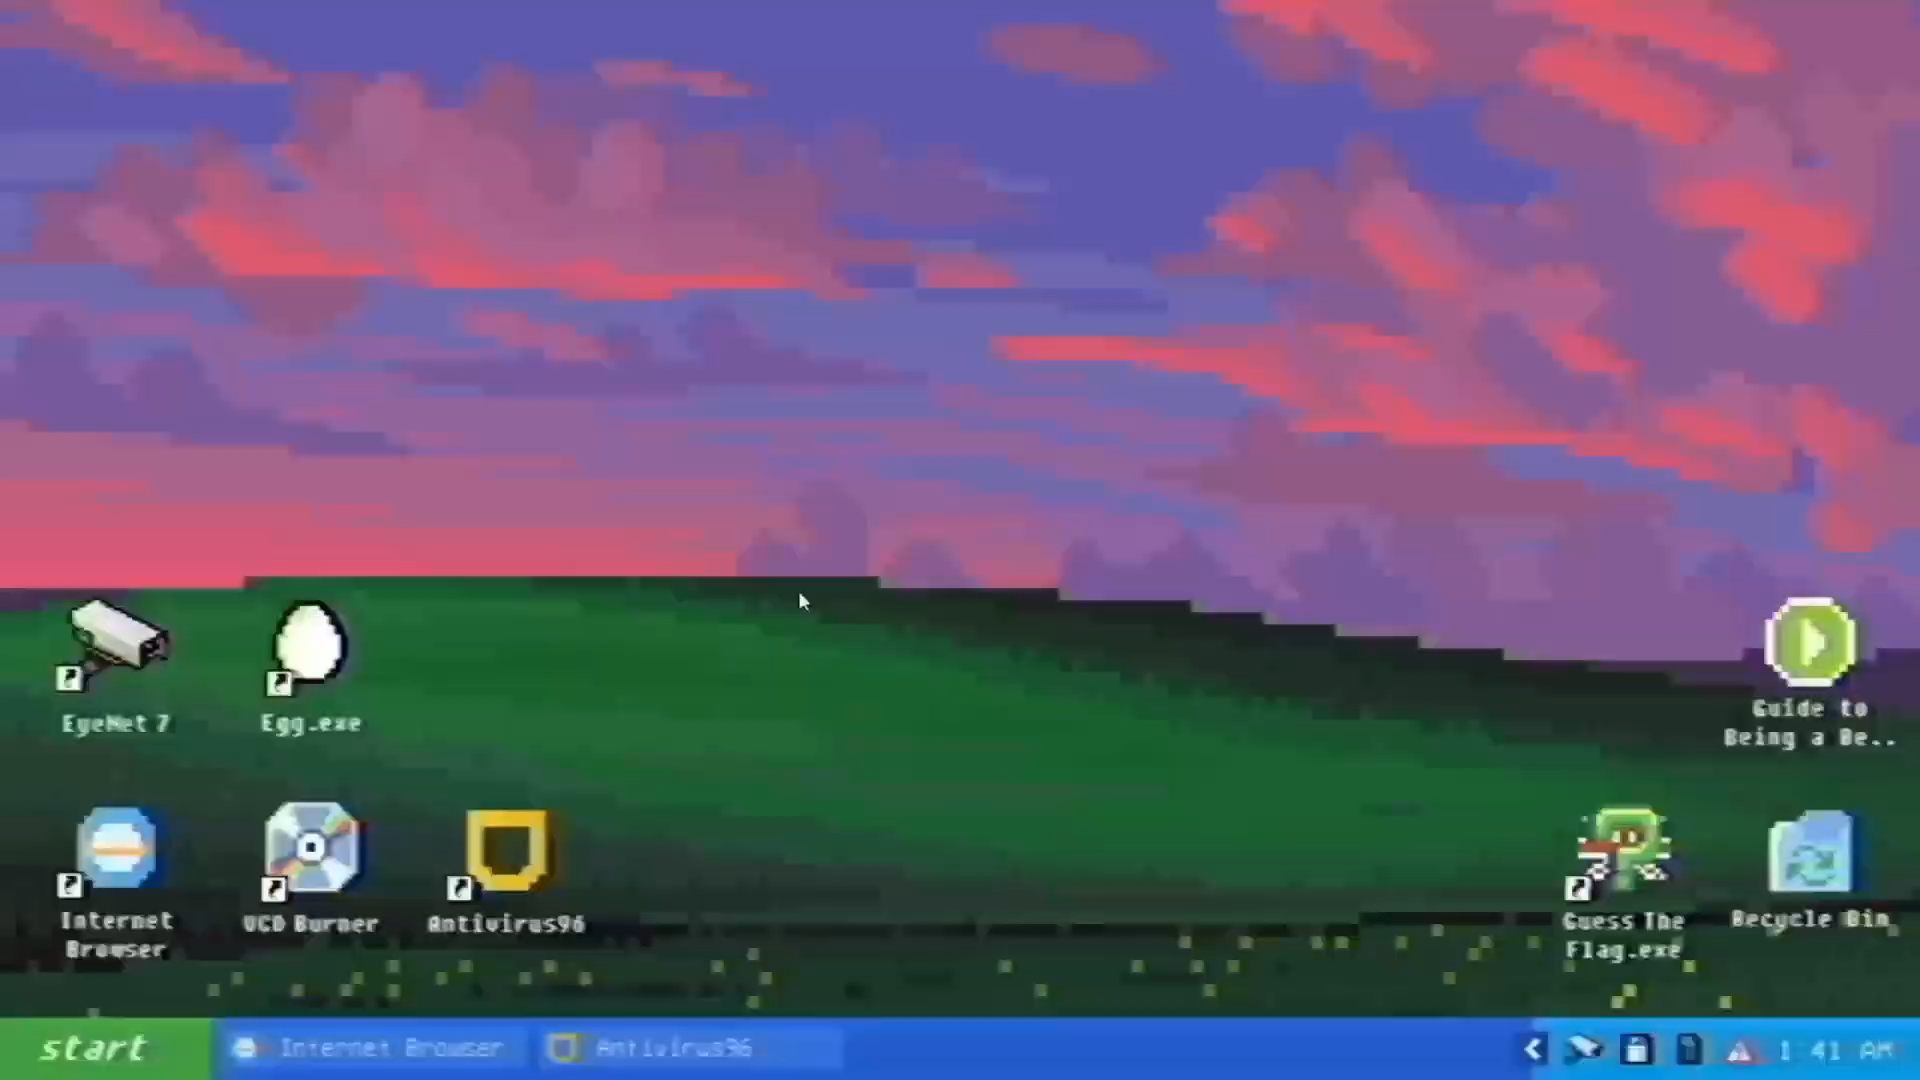 EyeNet 7
Egg.exe
Guide to
Being a Be..
Internet
Browser
VCD Burner
Antivirus96
Guess The
Flag.exe
Recycle Bin
start
Internet Browser
Antivirus96
1:41 AM